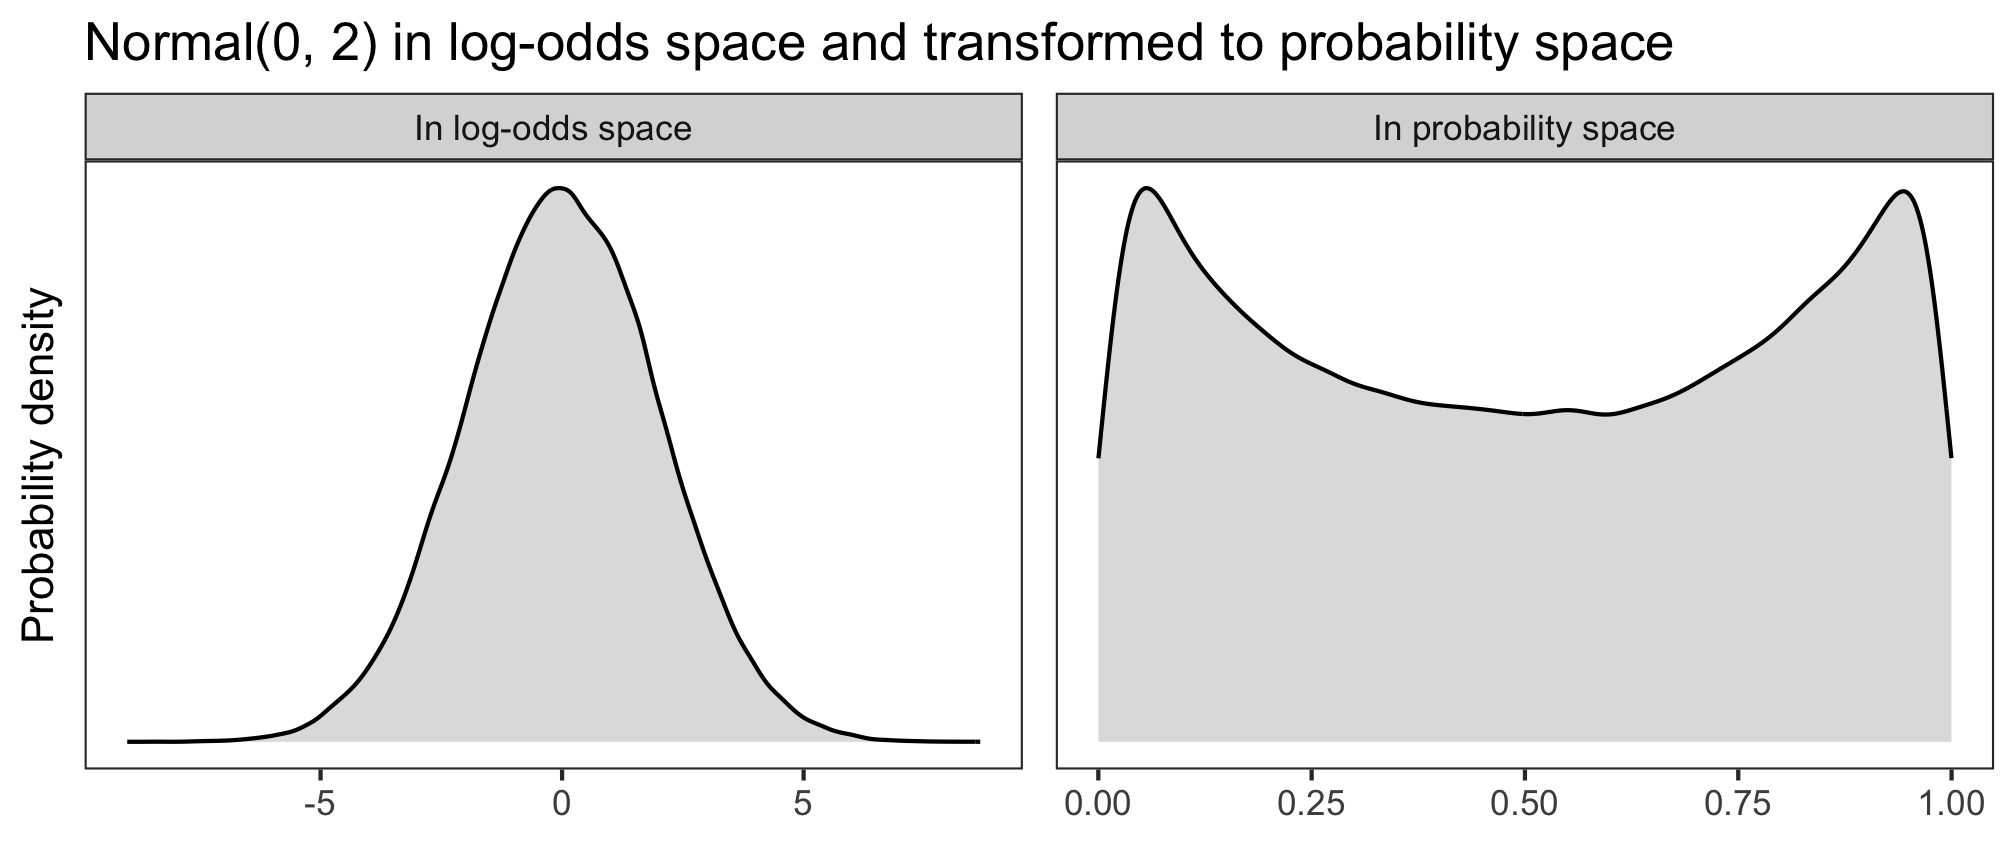 Normal(0, 2) in log-odds space and transformed to probability space
In log-odds space
In probability space
Probability density
-5 0 5
0.00 0.25 0.50 0.75 1.00